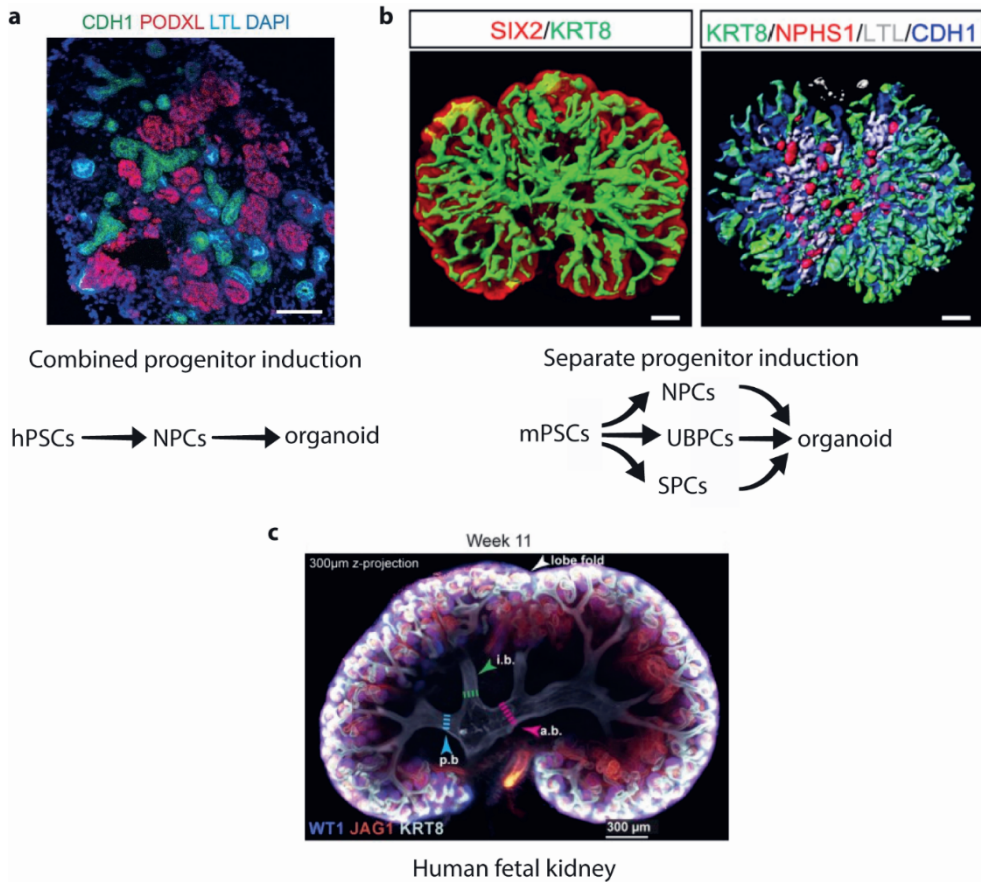 a
CDH1 PODXL LTL DAPI
Combined progenitor induction
hPSCs
NPCs
organoid
b
SIX2/KRT8
KRT8/NPHS1/LTL/CDH1
Separate progenitor induction
NPCs
mPSCs
UBPCs
organoid
SPCs
c
Week 11
300µm z-projection
lobe fold
i.b.
a.b.
p.b
WT1 JAG1 KRT8
300 µm
Human fetal kidney